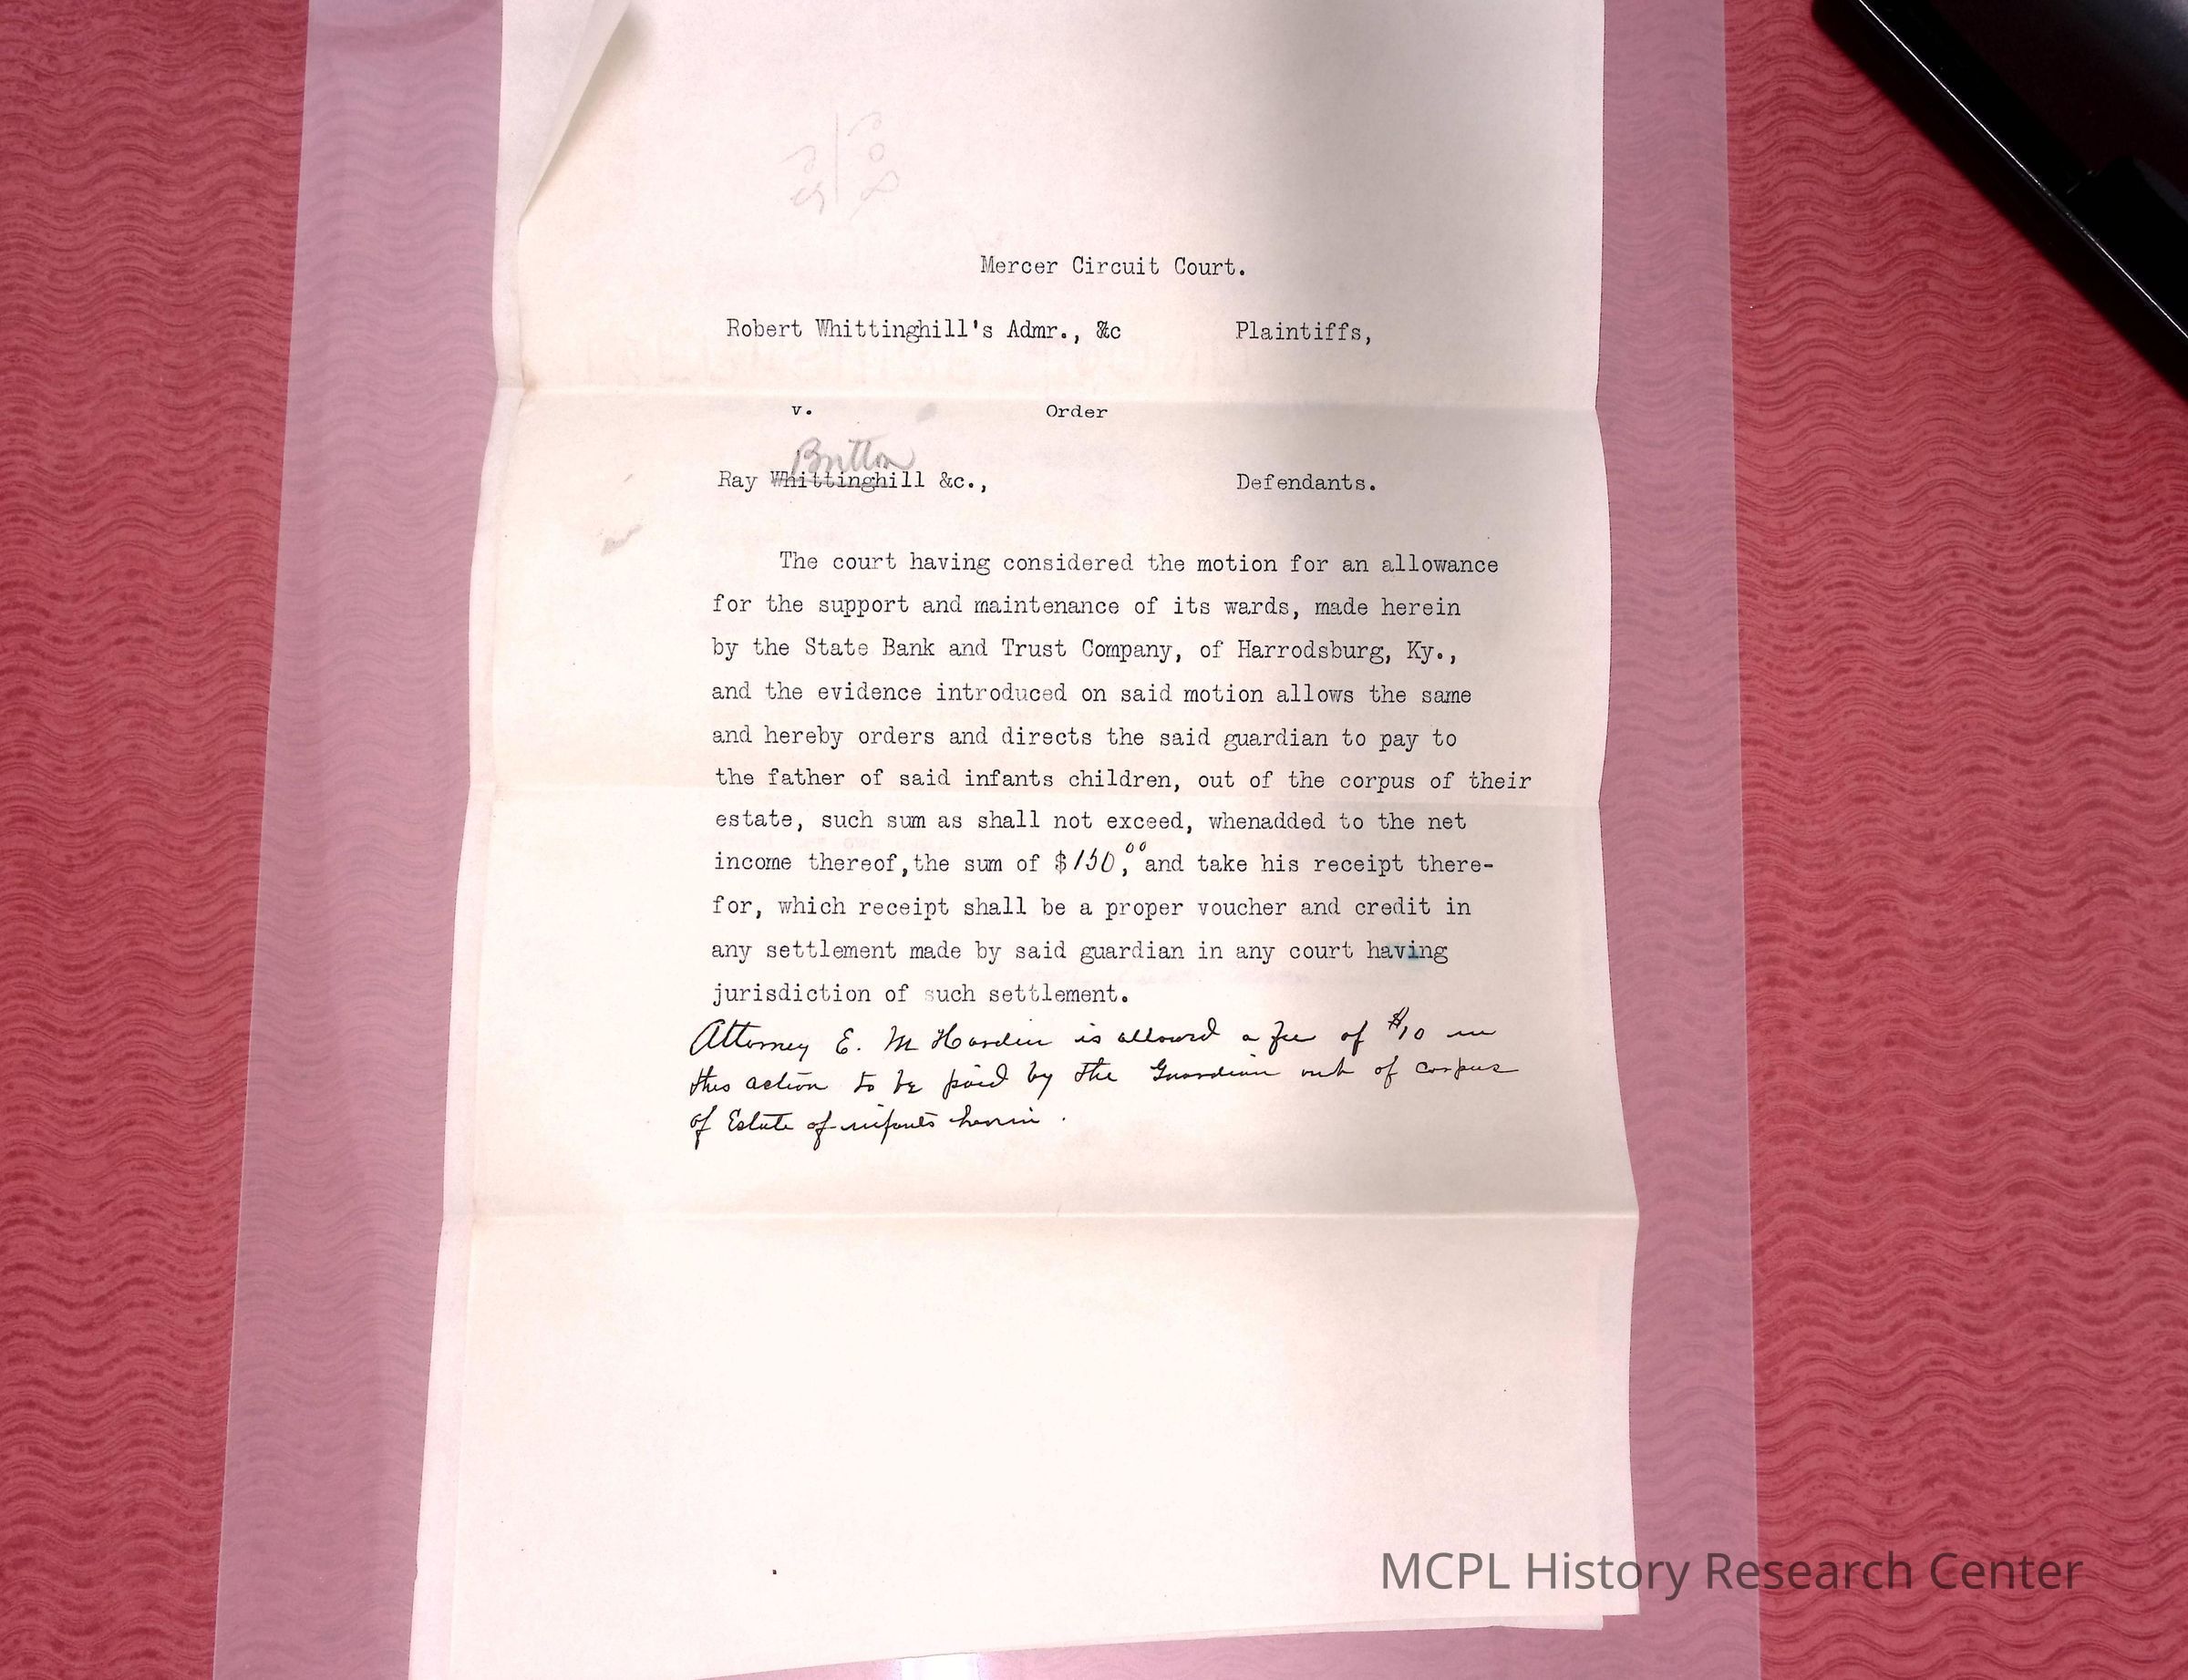 Mercer Circuit Court.
Robert Whittinghill's Admr., &c Plaintiffs,
v. Order
Britton
Ray Whittinghill &c., Defendants.
The court having considered the motion for an allowance
for the support and maintenance of its wards, made herein
by the State Bank and Trust Company, of Harrodsburg, Ky.,
and the evidence introduced on said motion allows the same
and hereby orders and directs the said guardian to pay to
the father of said infants children, out of the corpus of their
estate, such sum as shall not exceed, whenadded to the net
income thereof,the sum of $150,00 and take his receipt there-
for, which receipt shall be a proper voucher and credit in
any settlement made by said guardian in any court having
jurisdiction of such settlement.
Attorney E. M Hardin is allowed a fee of $10 in
this action to be paid by the Guardian out of corpus
of Estate of infants herein.
MCPL History Research Center